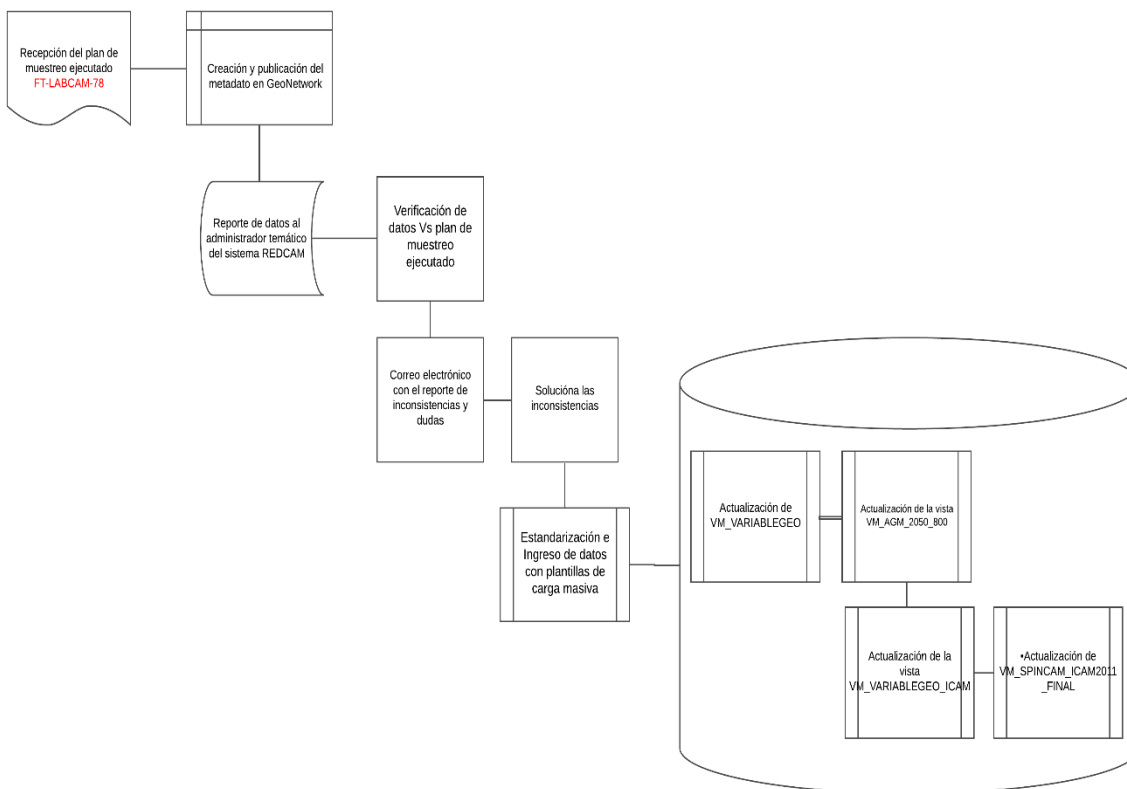 Recepción del plan de
muestreo ejecutado
FT-LABCAM-78
Creación y publicación del
metadato en GeoNetwork
Reporte de datos al
administrador temático
del sistema REDCAM
Verificación de
datos Vs plan de
muestreo
ejecutado
Correo electrónico
con el reporte de
inconsistencias y
dudas
Solucióna las
inconsistencias
Estandarización e
Ingreso de datos
con plantillas de
carga masiva
Actualización de
VM_VARIABLEGEO
Actualización de la vista
VM_AGM_2050_800
Actualización de la
vista
VM_VARIABLEGEO_ICAM
•Actualización de
VM_SPINCAM_ICAM2011
_FINAL